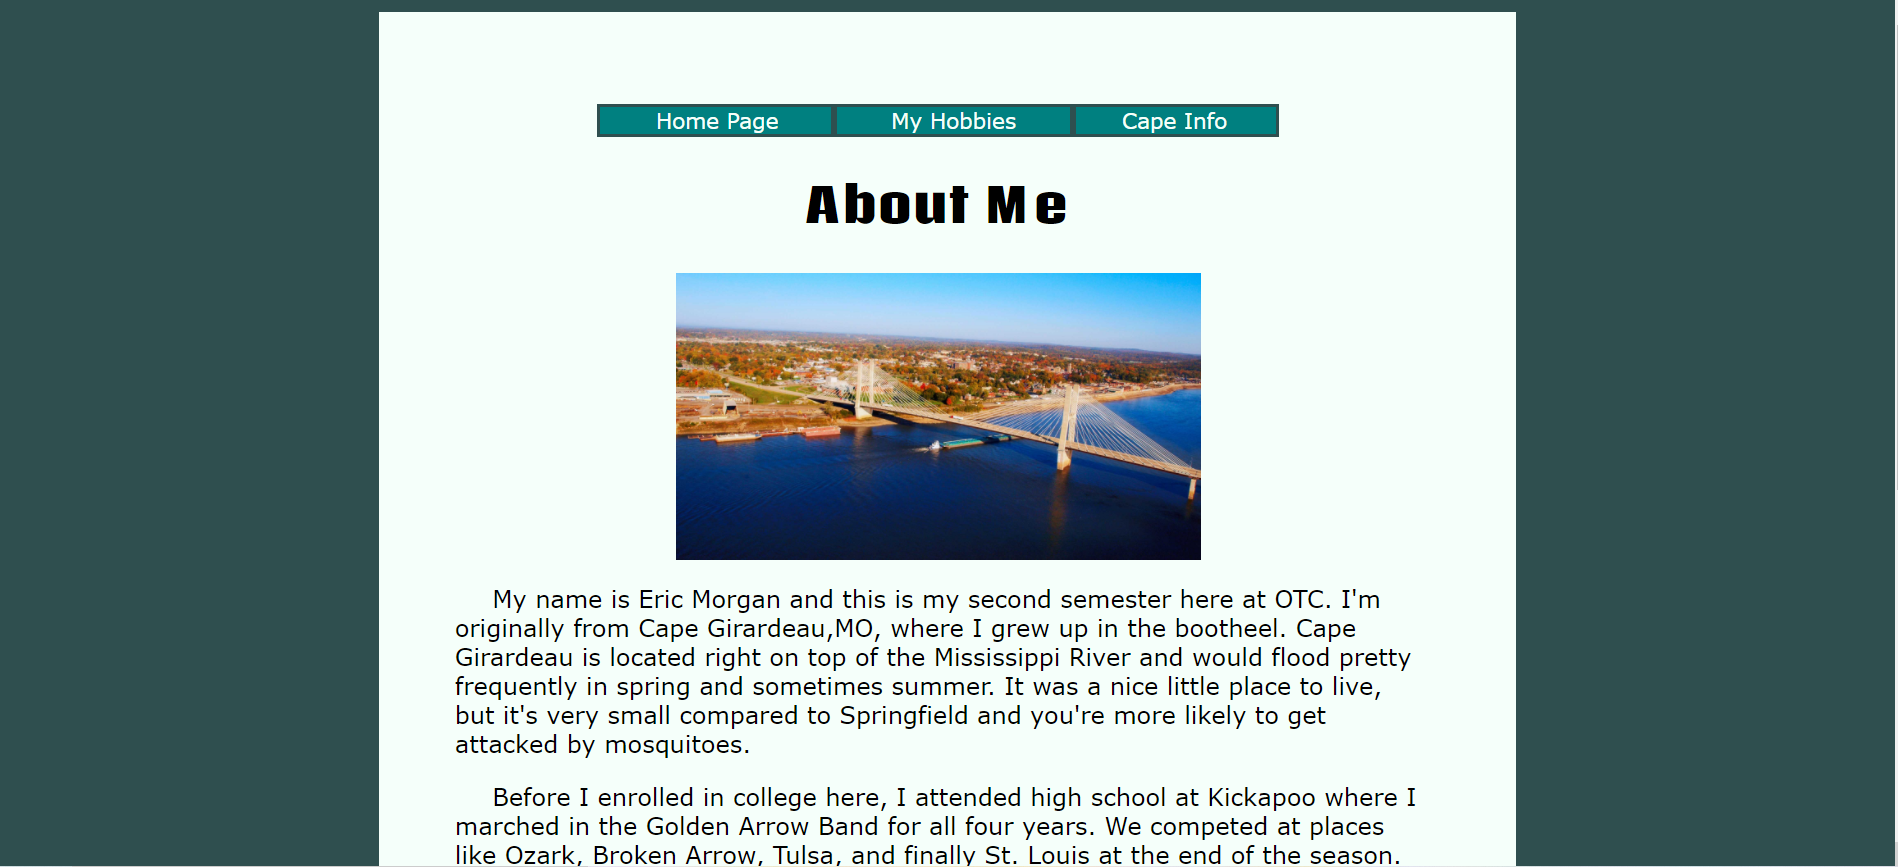 Home Page My Hobbies Cape Info
About Me
My name is Eric Morgan and this is my second semester here at OTC. I'm
originally from Cape Girardeau,MO, where I grew up in the bootheel. Cape
Girardeau is located right on top of the Mississippi River and would flood pretty
frequently in spring and sometimes summer. It was a nice little place to live,
but it's very small compared to Springfield and you're more likely to get
attacked by mosquitoes.
Before I enrolled in college here, I attended high school at Kickapoo where I
marched in the Golden Arrow Band for all four years. We competed at places
like Ozark, Broken Arrow, Tulsa, and finally St. Louis at the end of the season.